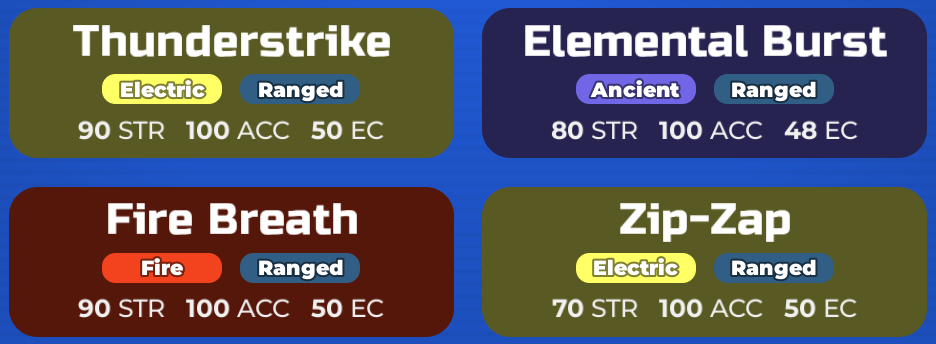 Thunderstrike
Electric Ranged
90 STR 100 ACC 50 EC
Elemental Burst
Ancient Ranged
80 STR 100 ACC 48 EC
Fire Breath
Fire Ranged
90 STR 100 ACC 50 EC
Zip-Zap
Electric Ranged
70 STR 100 ACC 50 EC